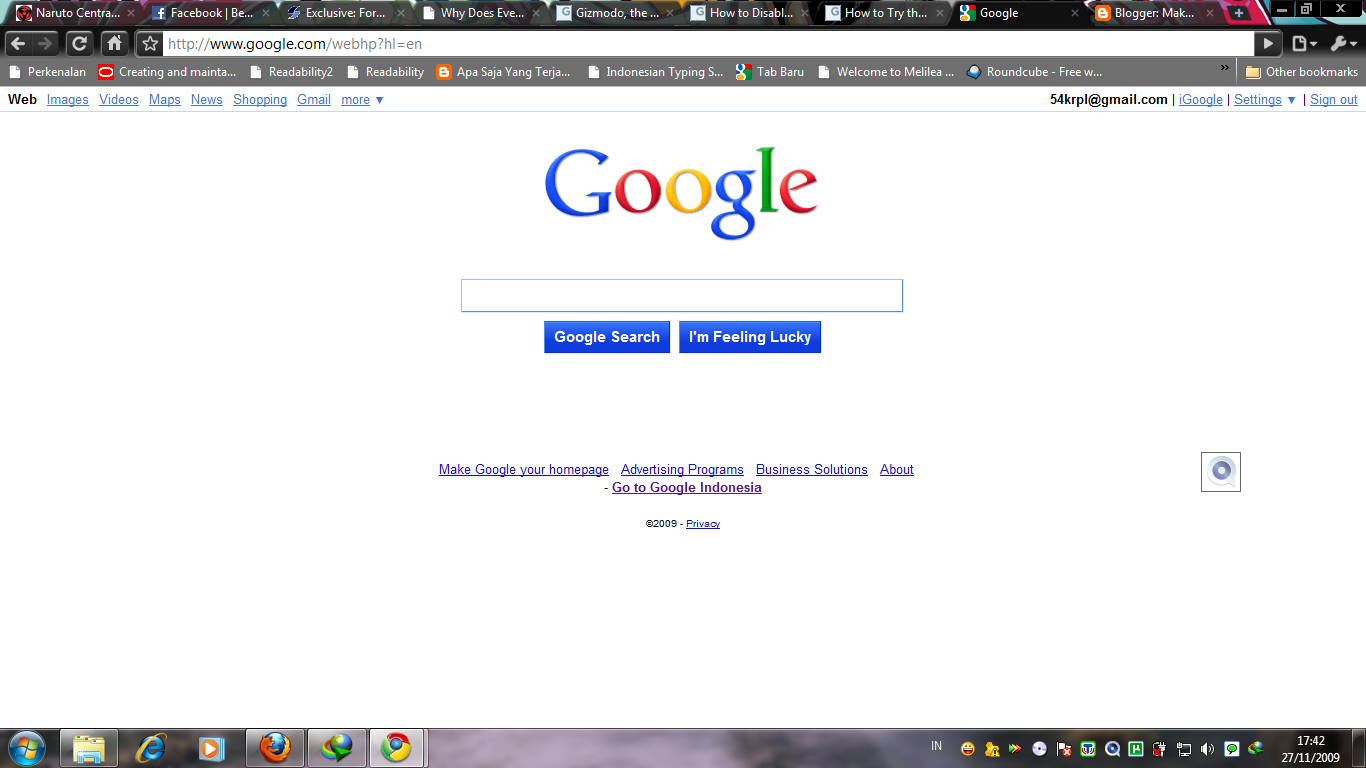 Naruto Centra... Facebook | Be... Exclusive: For... Why Does Eve... Gizmodo, the ... How to Disabl... How to Try th... Google Blogger: Mak...
http://www.google.com/webhp?hl=en
Perkenalan Creating and mainta... Readability2 Readability Apa Saja Yang Terja... Indonesian Typing S... Tab Baru Welcome to Melilea ... Roundcube - Free w... » Other bookmarks
Web Images Videos Maps News Shopping Gmail more ▼ 54krpl@gmail.com | iGoogle | Settings ▼ | Sign out
Google
Google Search I'm Feeling Lucky
Make Google your homepage Advertising Programs Business Solutions About
- Go to Google Indonesia
©2009 - Privacy
IN 17:42
27/11/2009